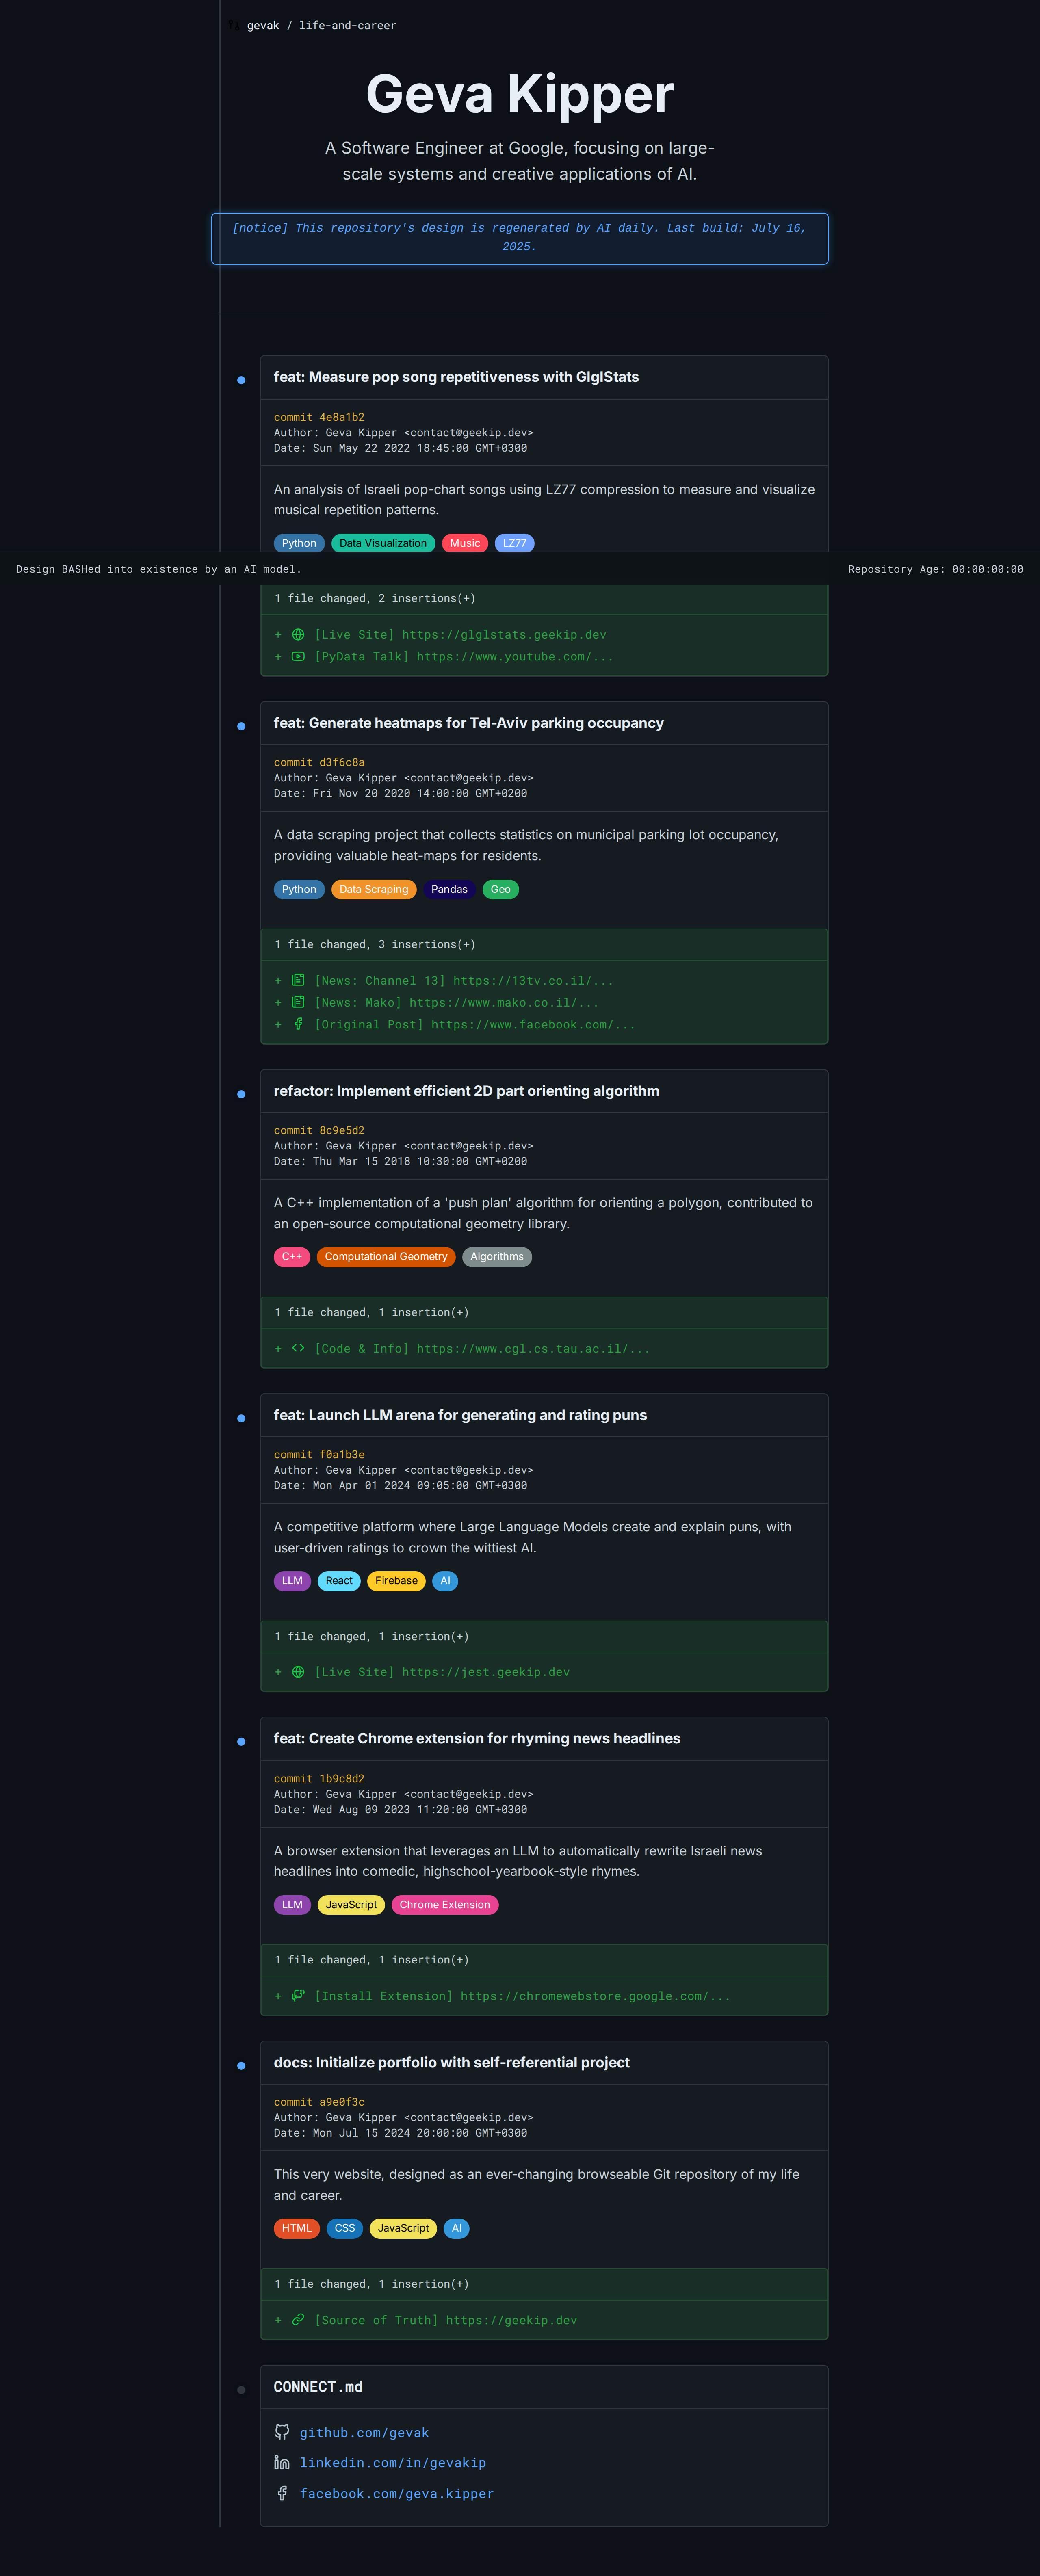 gevak / life-and-career
Geva Kipper
A Software Engineer at Google, focusing on large-
scale systems and creative applications of AI.
[notice] This repository's design is regenerated by AI daily. Last build: July 16,
2025.
feat: Measure pop song repetitiveness with GlglStats
commit 4e8a1b2
Author: Geva Kipper <contact@geekip.dev>
Date: Sun May 22 2022 18:45:00 GMT+0300
An analysis of Israeli pop-chart songs using LZ77 compression to measure and visualize
musical repetition patterns.
Python Data Visualization Music LZ77
Design BASHed into existence by an AI model. Repository Age: 00:00:00:00
1 file changed, 2 insertions(+)
+ [Live Site] https://glglstats.geekip.dev
+ [PyData Talk] https://www.youtube.com/...
feat: Generate heatmaps for Tel-Aviv parking occupancy
commit d3f6c8a
Author: Geva Kipper <contact@geekip.dev>
Date: Fri Nov 20 2020 14:00:00 GMT+0200
A data scraping project that collects statistics on municipal parking lot occupancy,
providing valuable heat-maps for residents.
Python Data Scraping Pandas Geo
1 file changed, 3 insertions(+)
+ [News: Channel 13] https://13tv.co.il/...
+ [News: Mako] https://www.mako.co.il/...
+ [Original Post] https://www.facebook.com/...
refactor: Implement efficient 2D part orienting algorithm
commit 8c9e5d2
Author: Geva Kipper <contact@geekip.dev>
Date: Thu Mar 15 2018 10:30:00 GMT+0200
A C++ implementation of a 'push plan' algorithm for orienting a polygon, contributed to
an open-source computational geometry library.
C++ Computational Geometry Algorithms
1 file changed, 1 insertion(+)
+ [Code & Info] https://www.cgl.cs.tau.ac.il/...
feat: Launch LLM arena for generating and rating puns
commit f0a1b3e
Author: Geva Kipper <contact@geekip.dev>
Date: Mon Apr 01 2024 09:05:00 GMT+0300
A competitive platform where Large Language Models create and explain puns, with
user-driven ratings to crown the wittiest AI.
LLM React Firebase AI
1 file changed, 1 insertion(+)
+ [Live Site] https://jest.geekip.dev
feat: Create Chrome extension for rhyming news headlines
commit 1b9c8d2
Author: Geva Kipper <contact@geekip.dev>
Date: Wed Aug 09 2023 11:20:00 GMT+0300
A browser extension that leverages an LLM to automatically rewrite Israeli news
headlines into comedic, highschool-yearbook-style rhymes.
LLM JavaScript Chrome Extension
1 file changed, 1 insertion(+)
+ [Install Extension] https://chromewebstore.google.com/...
docs: Initialize portfolio with self-referential project
commit a9e0f3c
Author: Geva Kipper <contact@geekip.dev>
Date: Mon Jul 15 2024 20:00:00 GMT+0300
This very website, designed as an ever-changing browseable Git repository of my life
and career.
HTML CSS JavaScript AI
1 file changed, 1 insertion(+)
+ [Source of Truth] https://geekip.dev
CONNECT.md
github.com/gevak
linkedin.com/in/gevakip
facebook.com/geva.kipper